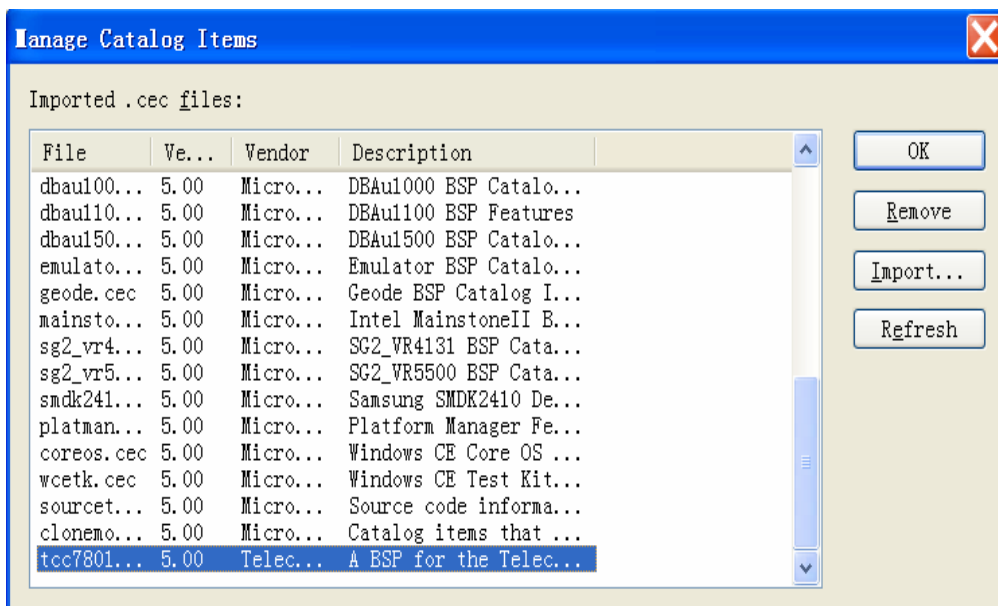 Manage Catalog Items
Imported .cec files:
File Ve... Vendor Description
dbau100... 5.00 Micro... DBAu1000 BSP Catalo...
dbau110... 5.00 Micro... DBAu1100 BSP Features
dbau150... 5.00 Micro... DBAu1500 BSP Catalo...
emulato... 5.00 Micro... Emulator BSP Catalo...
geode.cec 5.00 Micro... Geode BSP Catalog I...
mainsto... 5.00 Micro... Intel MainstoneII B...
sg2_vr4... 5.00 Micro... SG2_VR4131 BSP Cata...
sg2_vr5... 5.00 Micro... SG2_VR5500 BSP Cata...
smdk241... 5.00 Micro... Samsung SMDK2410 De...
platman... 5.00 Micro... Platform Manager Fe...
coreos.cec 5.00 Micro... Windows CE Core OS ...
wcetk.cec 5.00 Micro... Windows CE Test Kit...
sourcet... 5.00 Micro... Source code informa...
clonemo... 5.00 Micro... Catalog items that ...
tcc7801... 5.00 Telec... A BSP for the Telec...
OK
Remove
Import...
Refresh